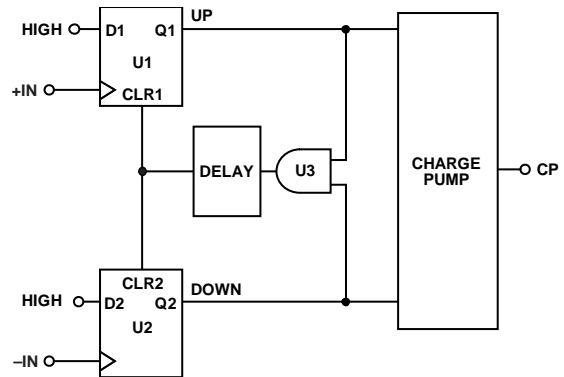 UP
HIGH
D1
Q1
U1
+IN
CLR1
DELAY
U3
CHARGE
PUMP
CP
CLR2
DOWN
HIGH
D2
Q2
U2
–IN